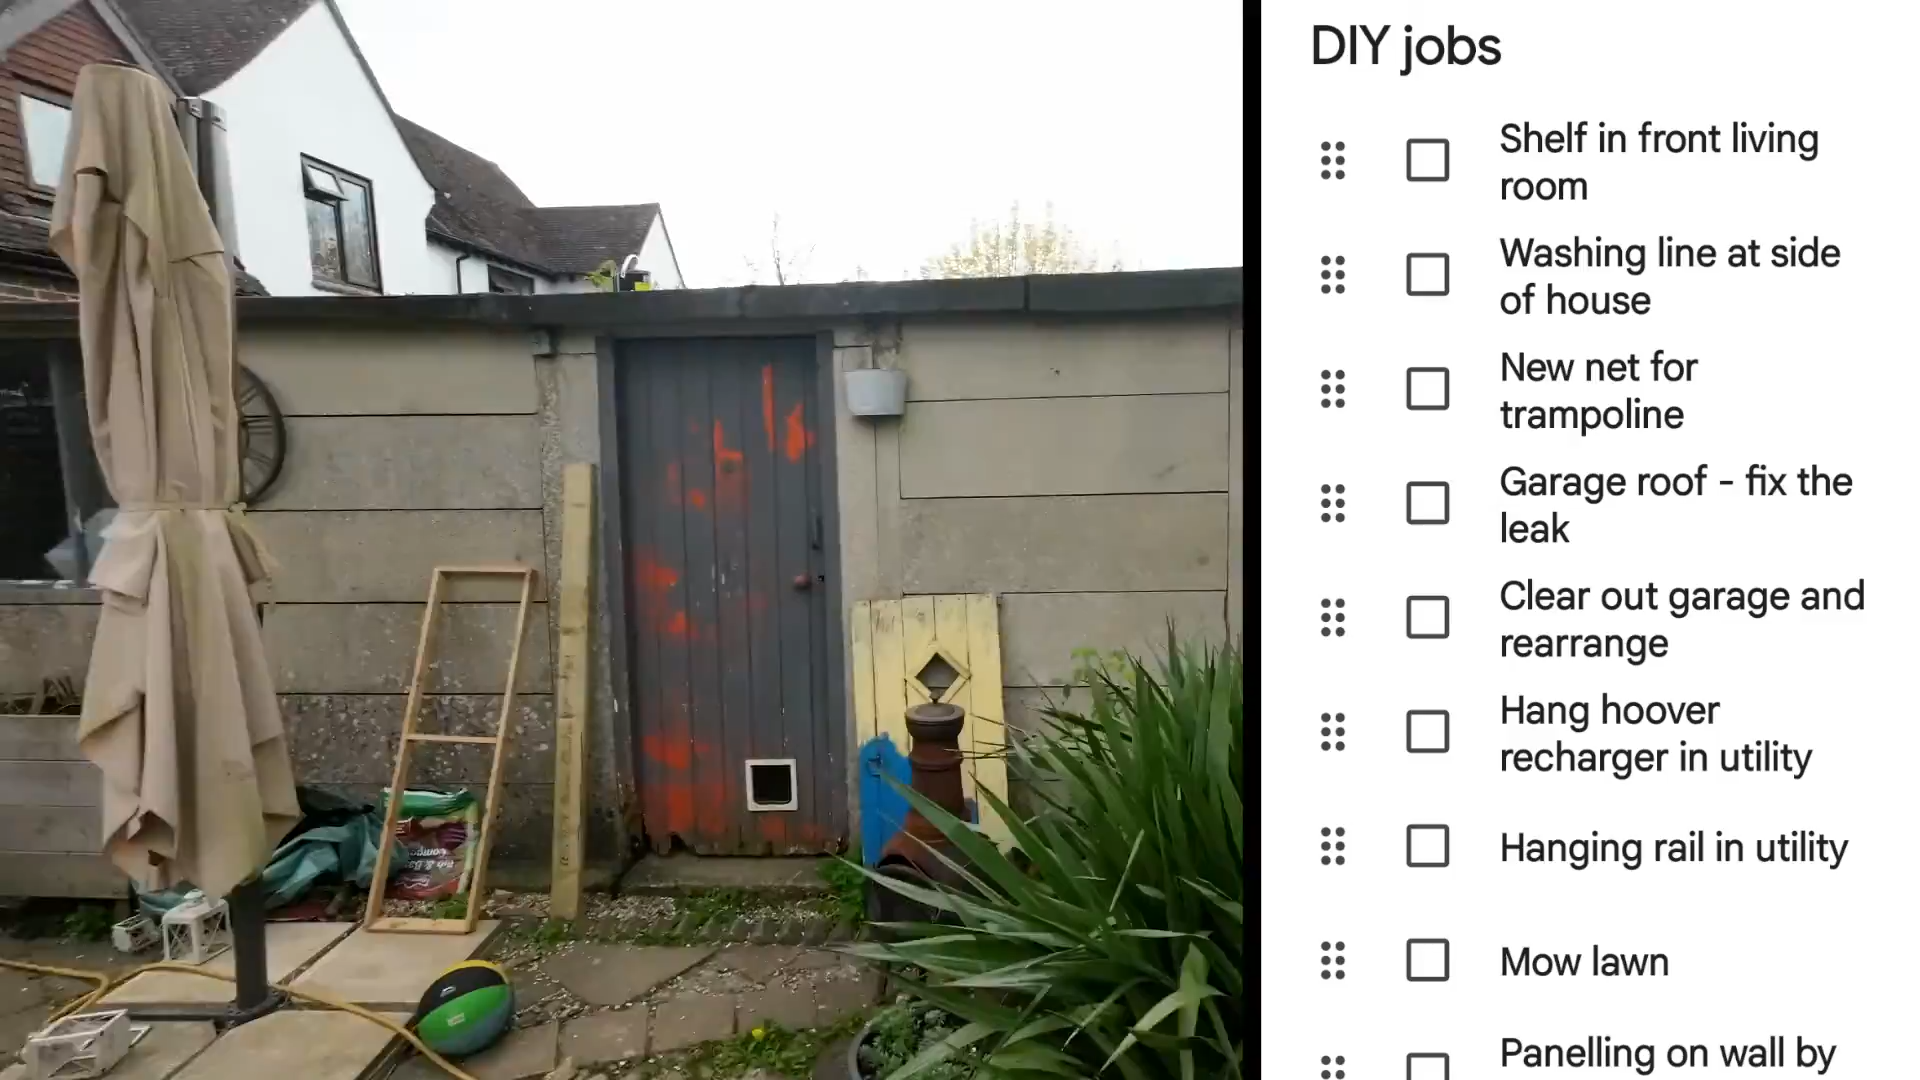 DIY jobs
Shelf in front living
room
Washing line at side
of house
New net for
trampoline
Garage roof - fix the
leak
Clear out garage and
rearrange
Hang hoover
recharger in utility
Hanging rail in utility
Mow lawn
Panelling on wall by